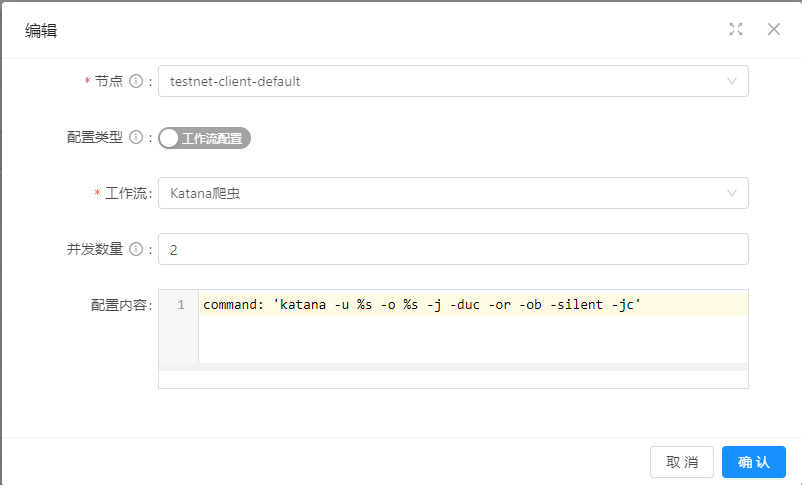 编辑
* 节点 :
testnet-client-default
配置类型 :
工作流配置
* 工作流:
Katana爬虫
并发数量 :
2
配置内容:
1 command: 'katana -u %s -o %s -j -duc -or -ob -silent -jc'
取 消
确 认